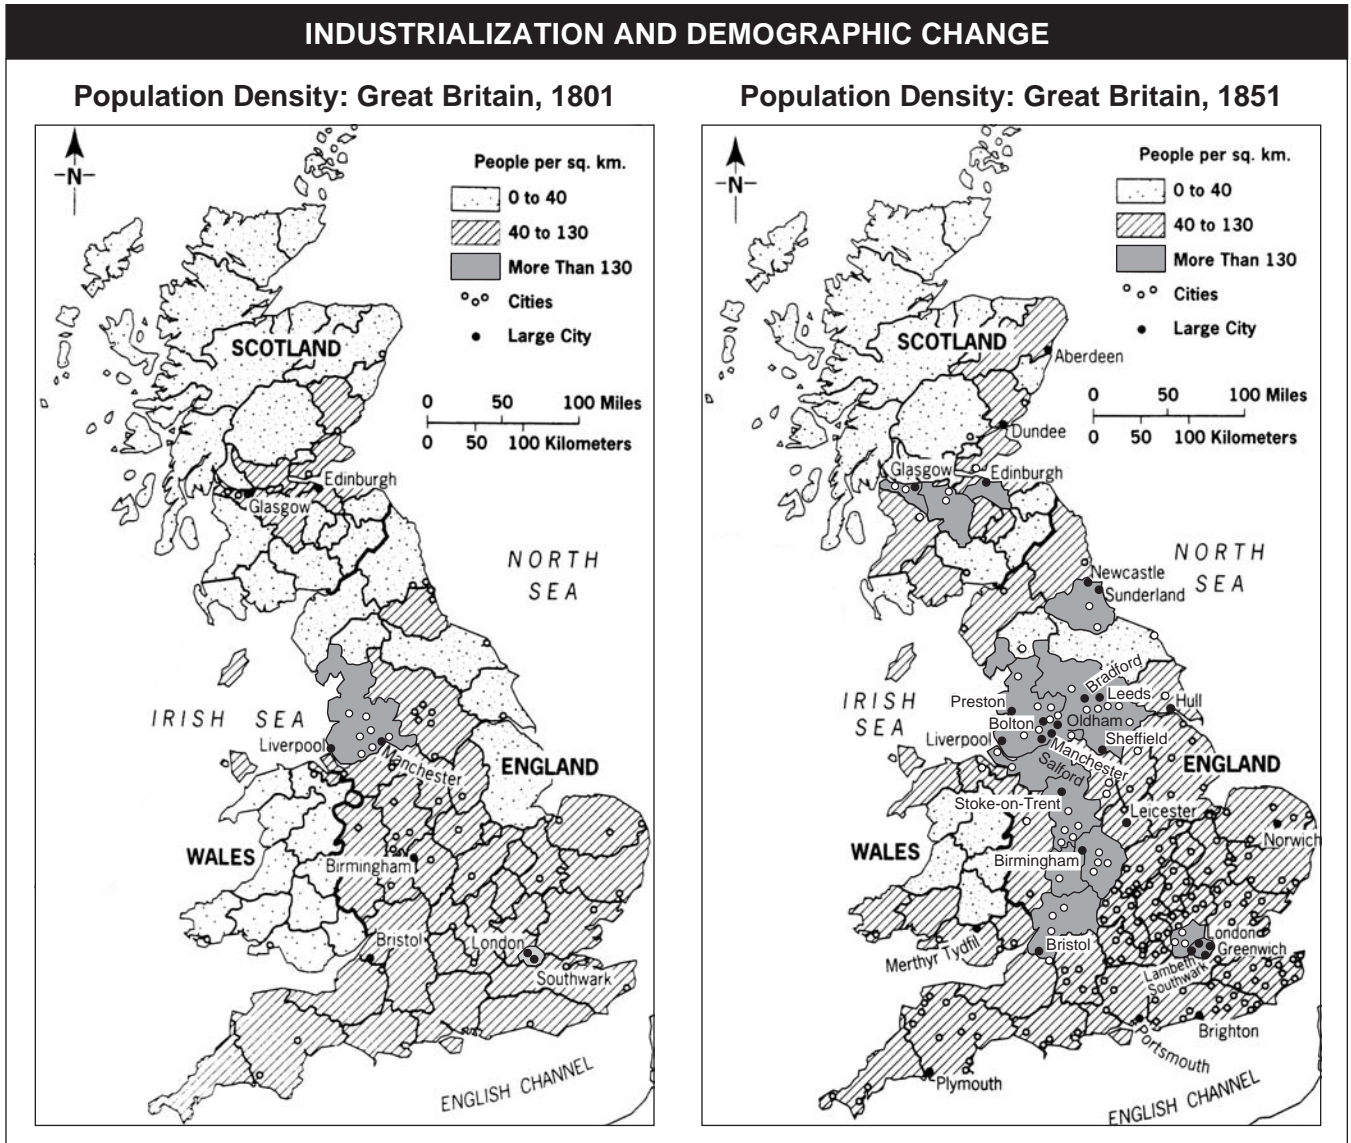 INDUSTRIALIZATION AND DEMOGRAPHIC CHANGE
Population Density: Great Britain, 1801
N
People per sq. km.
0 to 40
40 to 130
More Than 130
Cities
Large City
0 50 100 Miles
0 50 100 Kilometers
SCOTLAND
Edinburgh
Glasgow
NORTH
SEA
IRISH SEA
Liverpool
Manchester
ENGLAND
WALES
Birmingham
Bristol
London
Southwark
ENGLISH CHANNEL
Population Density: Great Britain, 1851
N
People per sq. km.
0 to 40
40 to 130
More Than 130
Cities
Large City
0 50 100 Miles
0 50 100 Kilometers
SCOTLAND
Aberdeen
Dundee
Glasgow
Edinburgh
NORTH
SEA
Newcastle
Sunderland
IRISH
SEA
Bradford
Preston
Leeds
Hull
Bolton
Oldham
Liverpool
Manchester
Sheffield
Salford
ENGLAND
Stoke-on-Trent
Leicester
Norwich
WALES
Birmingham
Merthyr Tydfil
Bristol
London
Greenwich
Lambeth
Southwark
Brighton
Portsmouth
Plymouth
ENGLISH CHANNEL